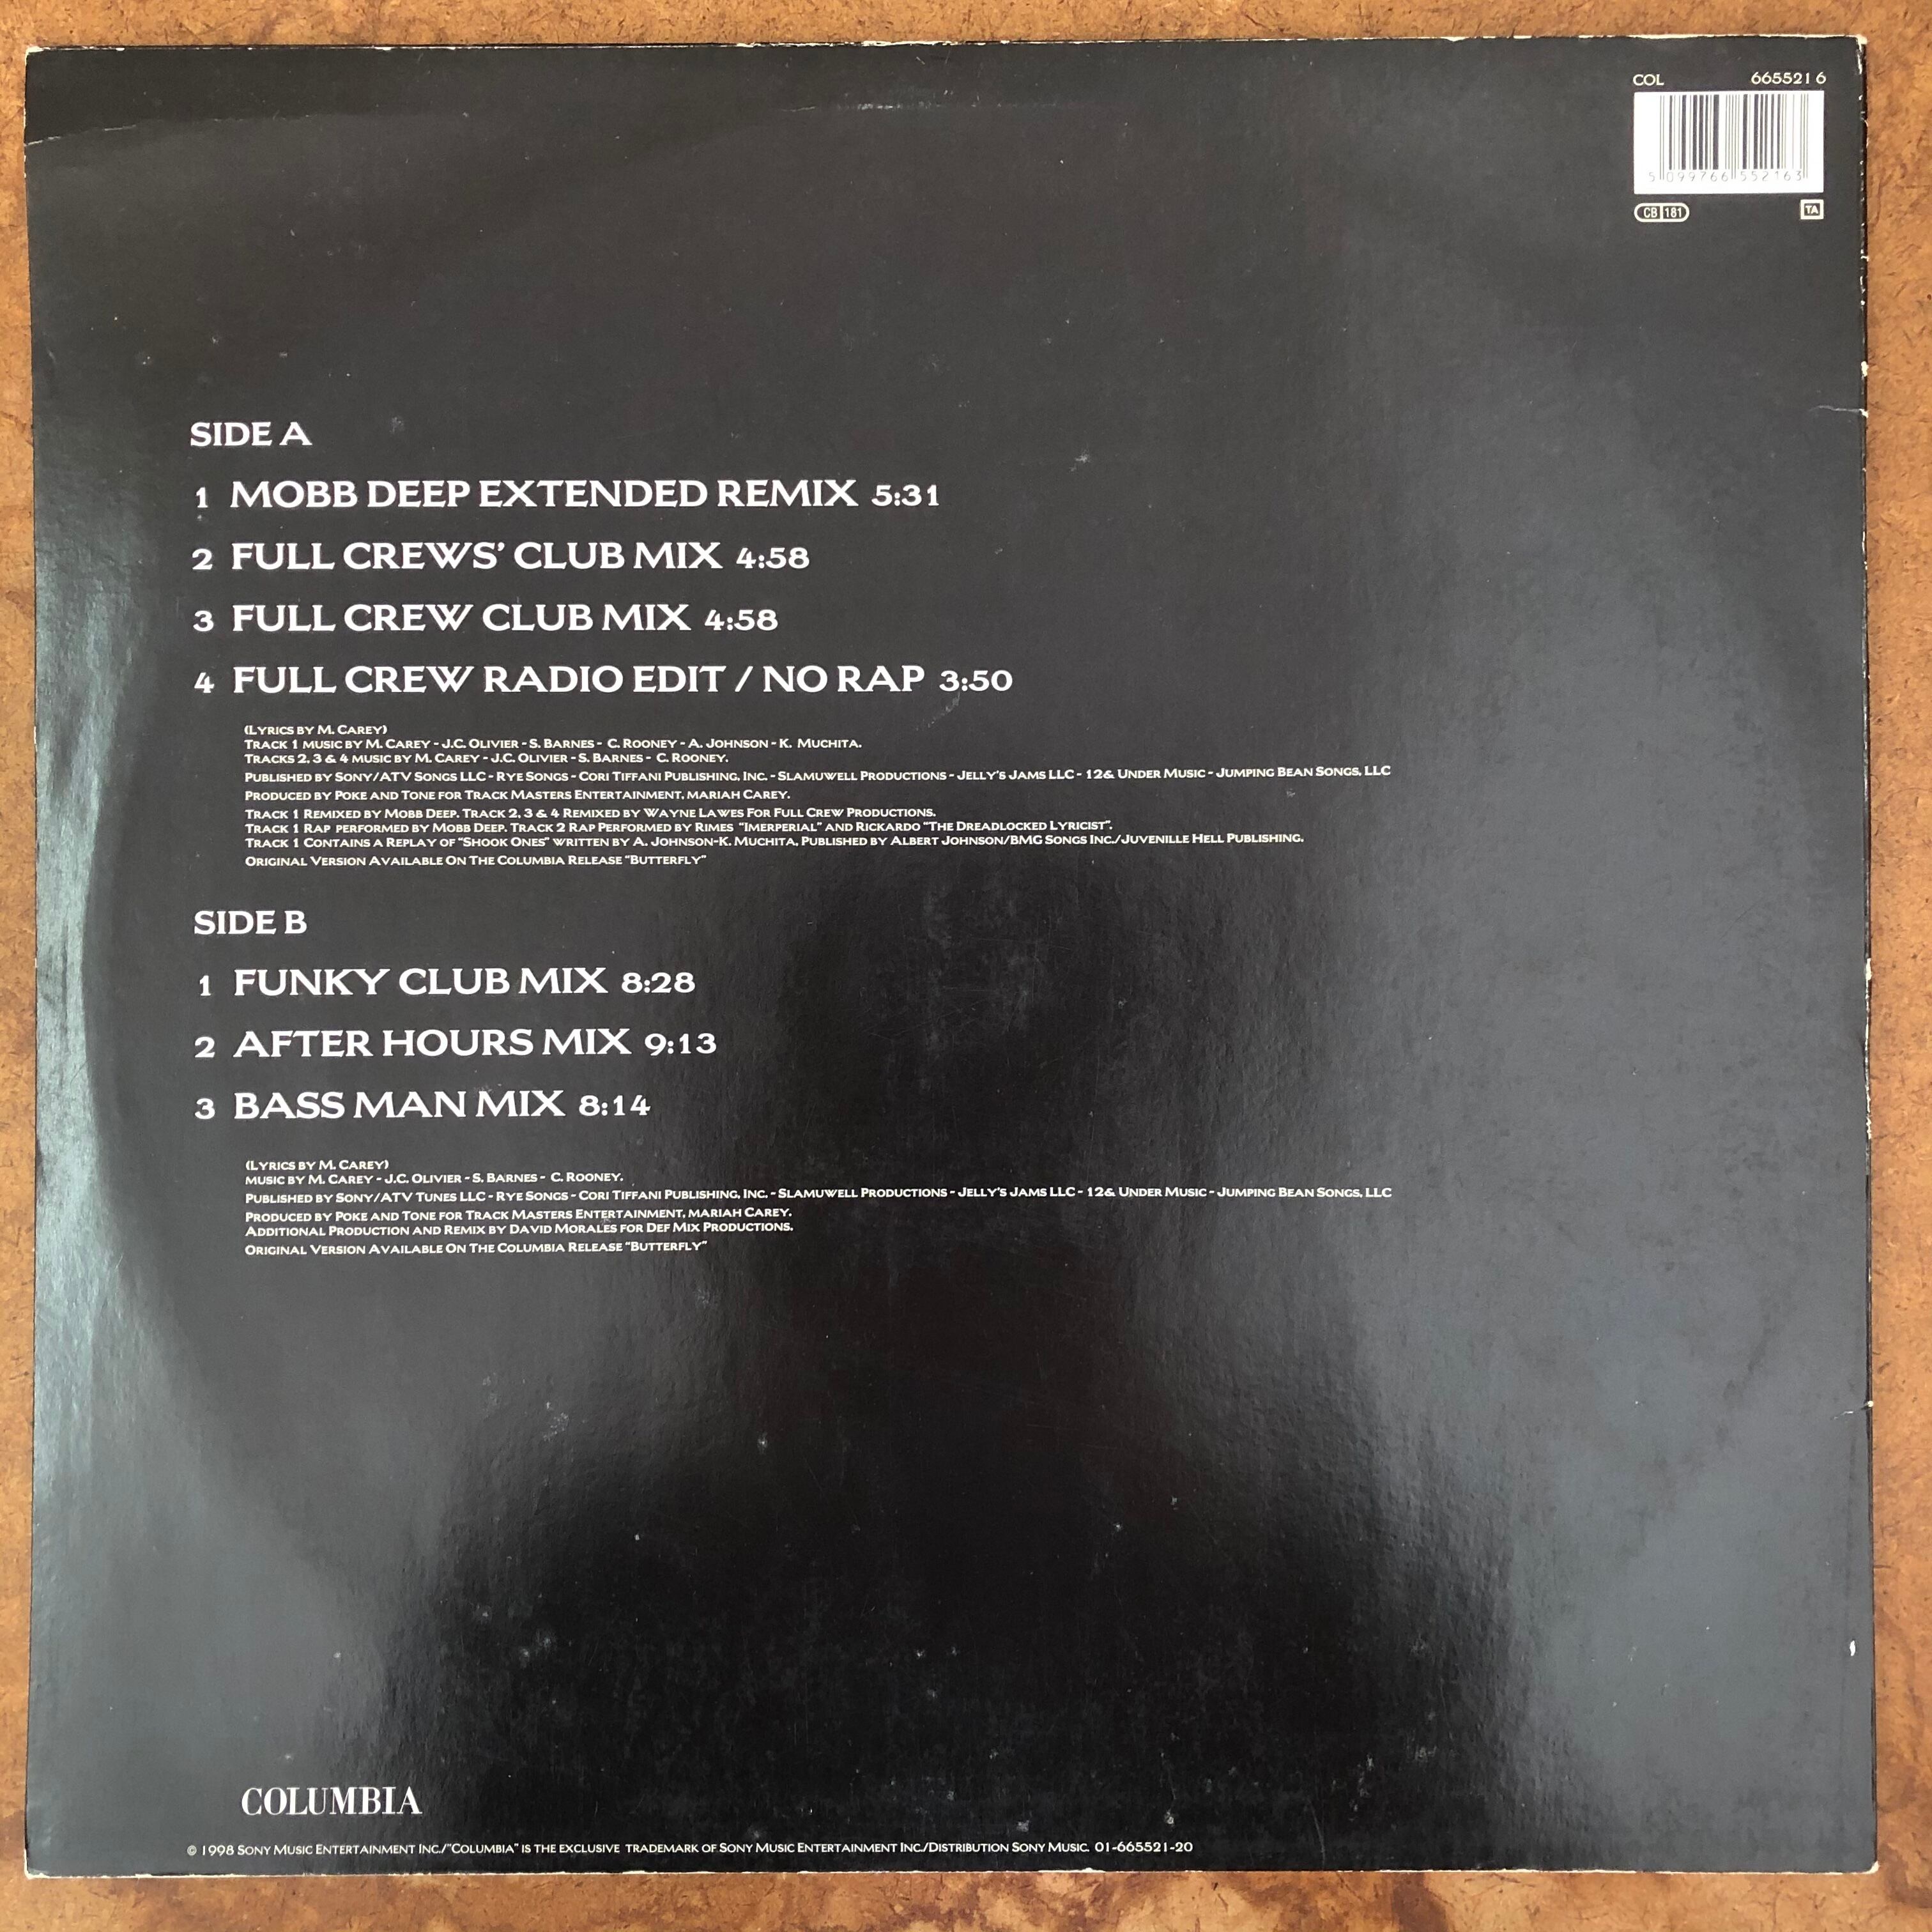 COL 665521 6
5 099766 552163
CB 181 TA
SIDE A
1 MOBB DEEP EXTENDED REMIX 5:31
2 FULL CREWS' CLUB MIX 4:58
3 FULL CREW CLUB MIX 4:58
4 FULL CREW RADIO EDIT / NO RAP 3:50
(LYRICS BY M. CAREY)
TRACK 1 MUSIC BY M. CAREY - J.C. OLIVIER - S. BARNES - C. ROONEY - A. JOHNSON - K. MUCHITA.
TRACKS 2, 3 & 4 MUSIC BY M. CAREY - J.C. OLIVIER - S. BARNES - C. ROONEY.
PUBLISHED BY SONY/ATV SONGS LLC - RYE SONGS - CORI TIFFANI PUBLISHING, INC. - SLAMUWELL PRODUCTIONS - JELLY'S JAMS LLC - 12& UNDER MUSIC - JUMPING BEAN SONGS, LLC
PRODUCED BY POKE AND TONE FOR TRACK MASTERS ENTERTAINMENT, MARIAH CAREY.
TRACK 1 REMIXED BY MOBB DEEP. TRACK 2, 3 & 4 REMIXED BY WAYNE LAWES FOR FULL CREW PRODUCTIONS.
TRACK 1 RAP PERFORMED BY MOBB DEEP. TRACK 2 RAP PERFORMED BY RIMES "IMERPERIAL" AND RICKARDO "THE DREADLOCKED LYRICIST".
TRACK 1 CONTAINS A REPLAY OF "SHOOK ONES" WRITTEN BY A. JOHNSON-K. MUCHITA, PUBLISHED BY ALBERT JOHNSON/BMG SONGS INC./JUVENILLE HELL PUBLISHING.
ORIGINAL VERSION AVAILABLE ON THE COLUMBIA RELEASE "BUTTERFLY"
SIDE B
1 FUNKY CLUB MIX 8:28
2 AFTER HOURS MIX 9:13
3 BASS MAN MIX 8:14
(LYRICS BY M. CAREY)
MUSIC BY M. CAREY - J.C. OLIVIER - S. BARNES - C. ROONEY.
PUBLISHED BY SONY/ATV TUNES LLC - RYE SONGS - CORI TIFFANI PUBLISHING, INC. - SLAMUWELL PRODUCTIONS - JELLY'S JAMS LLC - 12& UNDER MUSIC - JUMPING BEAN SONGS, LLC
PRODUCED BY POKE AND TONE FOR TRACK MASTERS ENTERTAINMENT, MARIAH CAREY.
ADDITIONAL PRODUCTION AND REMIX BY DAVID MORALES FOR DEF MIX PRODUCTIONS.
ORIGINAL VERSION AVAILABLE ON THE COLUMBIA RELEASE "BUTTERFLY"
COLUMBIA
© 1998 SONY MUSIC ENTERTAINMENT INC./"COLUMBIA" IS THE EXCLUSIVE TRADEMARK OF SONY MUSIC ENTERTAINMENT INC./DISTRIBUTION SONY MUSIC. 01-665521-20